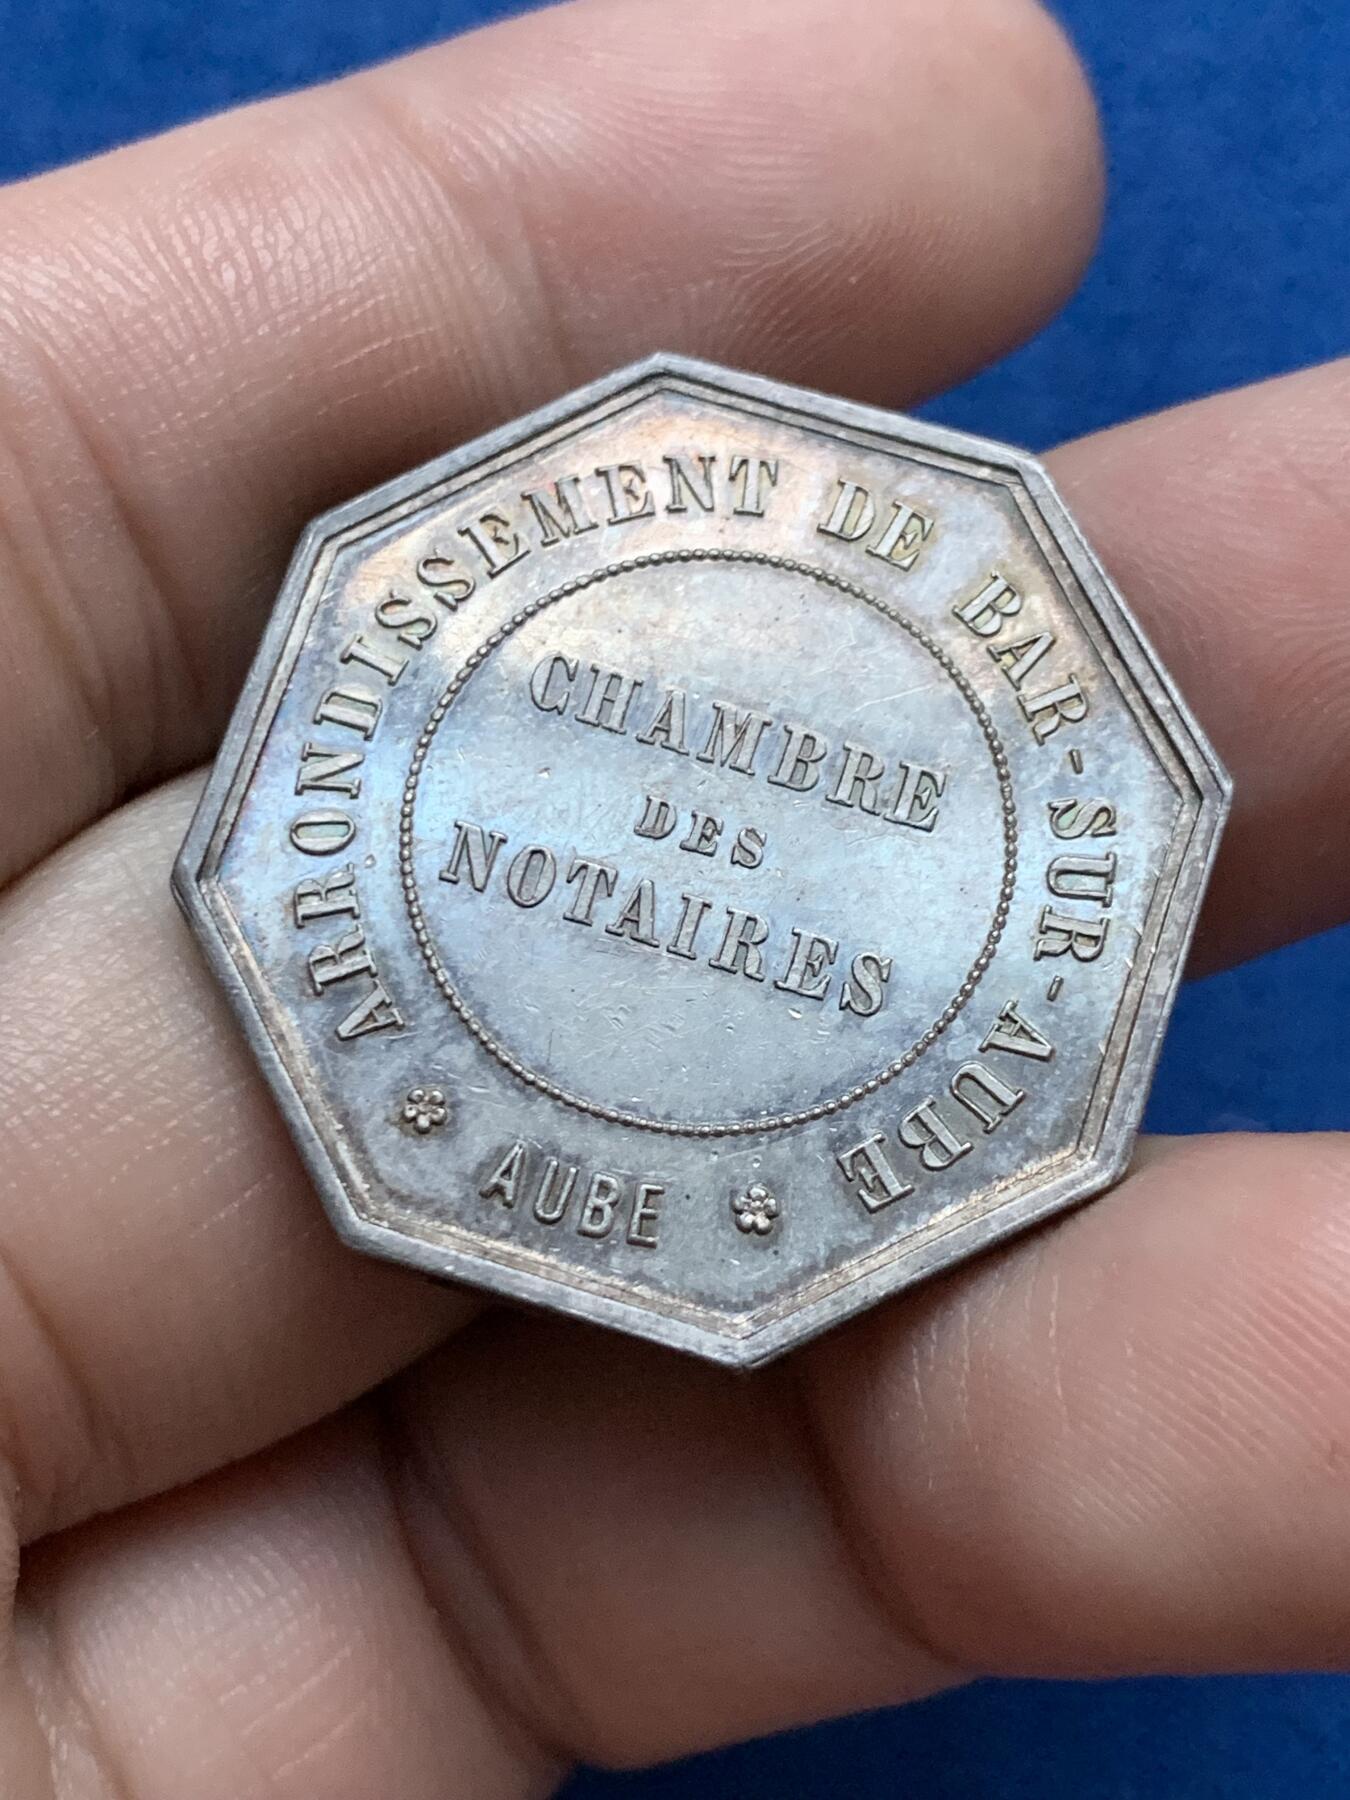 ARRONDISSEMENT DE BAR-SUR-AUBE
CHAMBRE
DES
NOTAIRES
AUBE